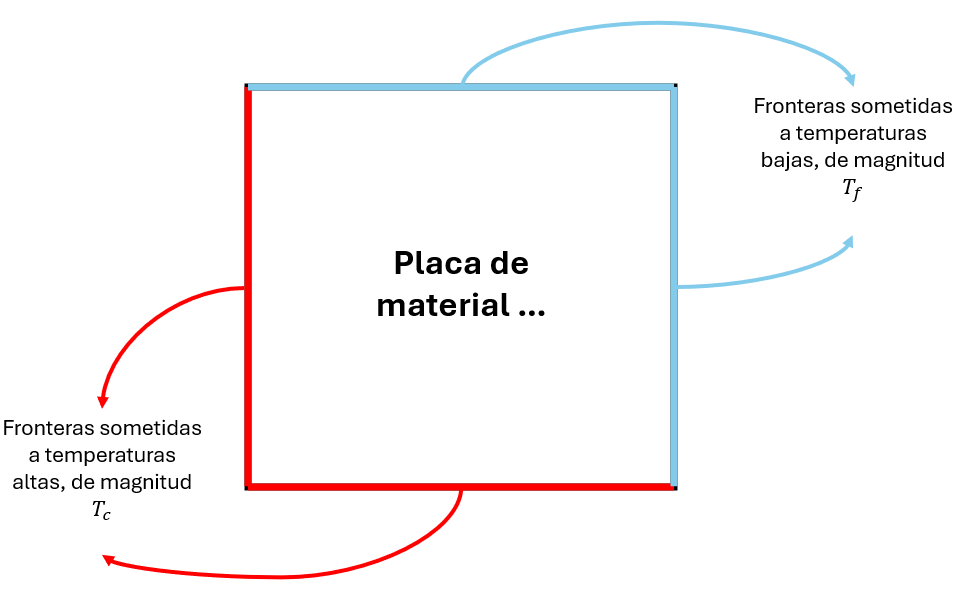 Fronteras sometidas
a temperaturas
bajas, de magnitud
T_f
Placa de
material ...
Fronteras sometidas
a temperaturas
altas, de magnitud
T_c